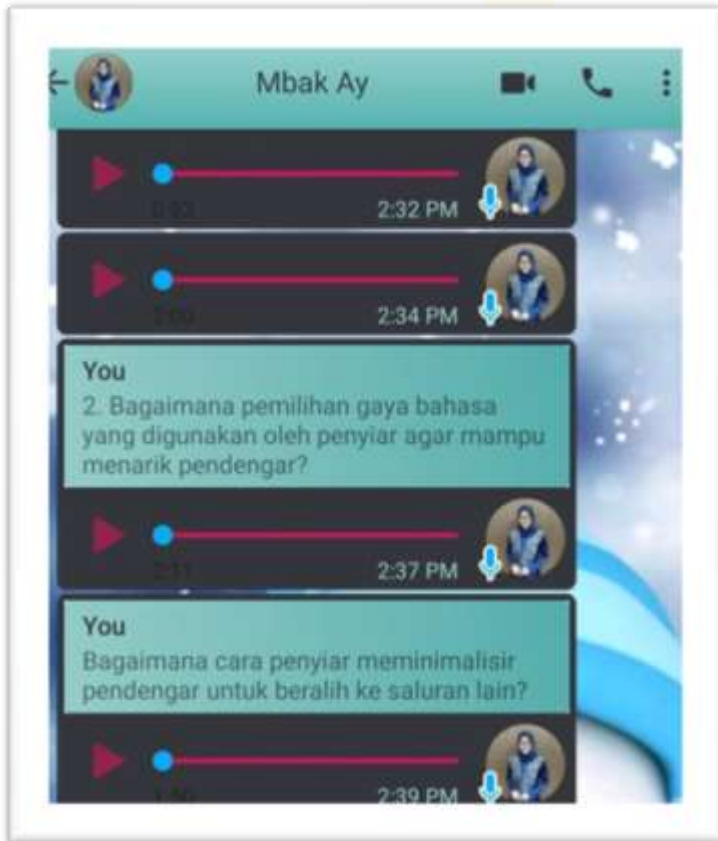 Mbak Ay
2:32 PM
2:34 PM
You
2. Bagaimana pemilihan gaya bahasa
yang digunakan oleh penyiar agar mampu
menarik pendengar?
2:11
2:37 PM
You
Bagaimana cara penyiar meminimalisir
pendengar untuk beralih ke saluran lain?
2:39 PM